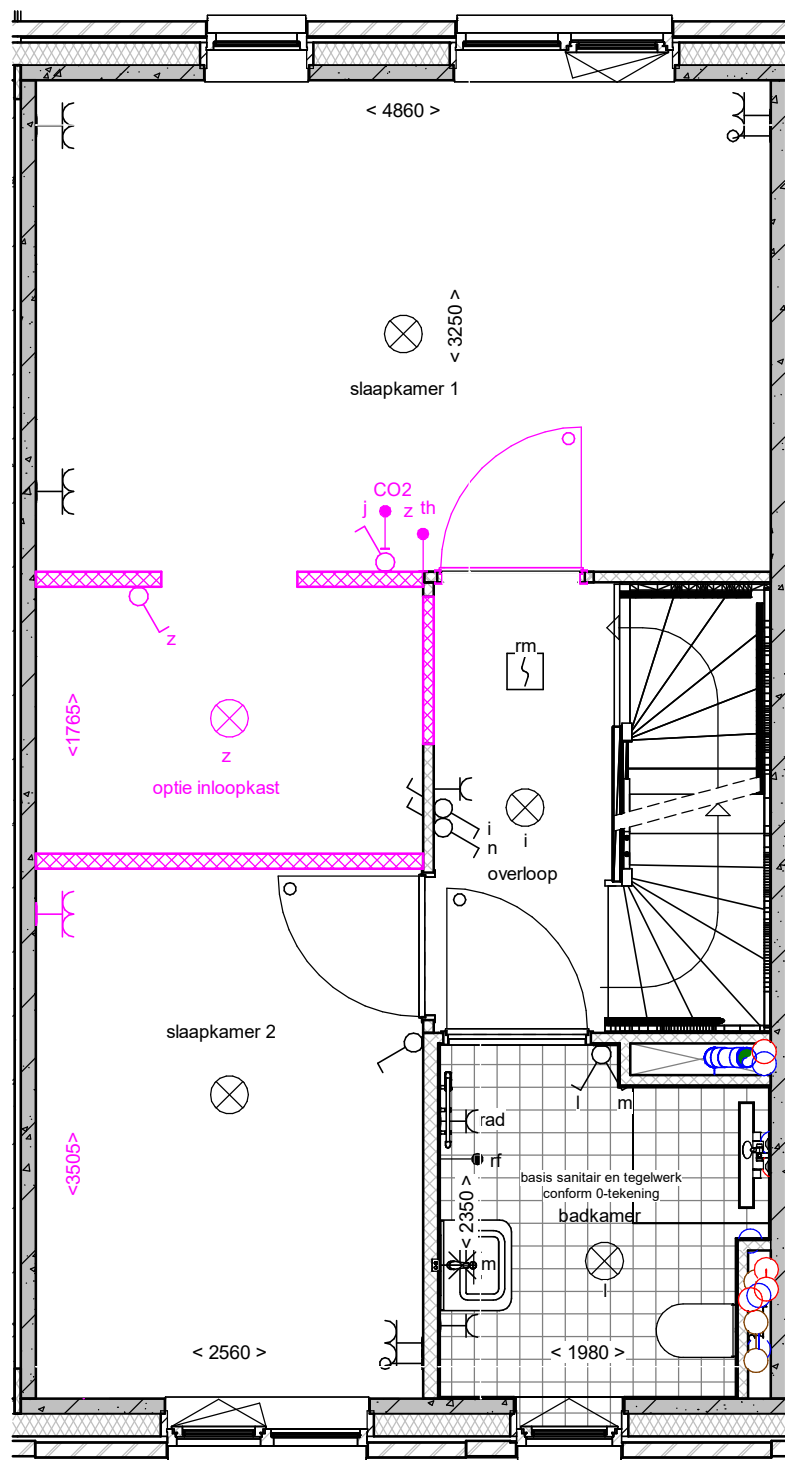 < 4860 >
< 3250 >
slaapkamer 1
CO2
j
z
th
z
rm
<1765>
z
optie inloopkast
i
n
i
overloop
slaapkamer 2
l
m
rad
rf
basis sanitair en tegelwerk
conform 0-tekening
badkamer
<3505>
< 2350 >
m
l
< 2560 >
< 1980 >